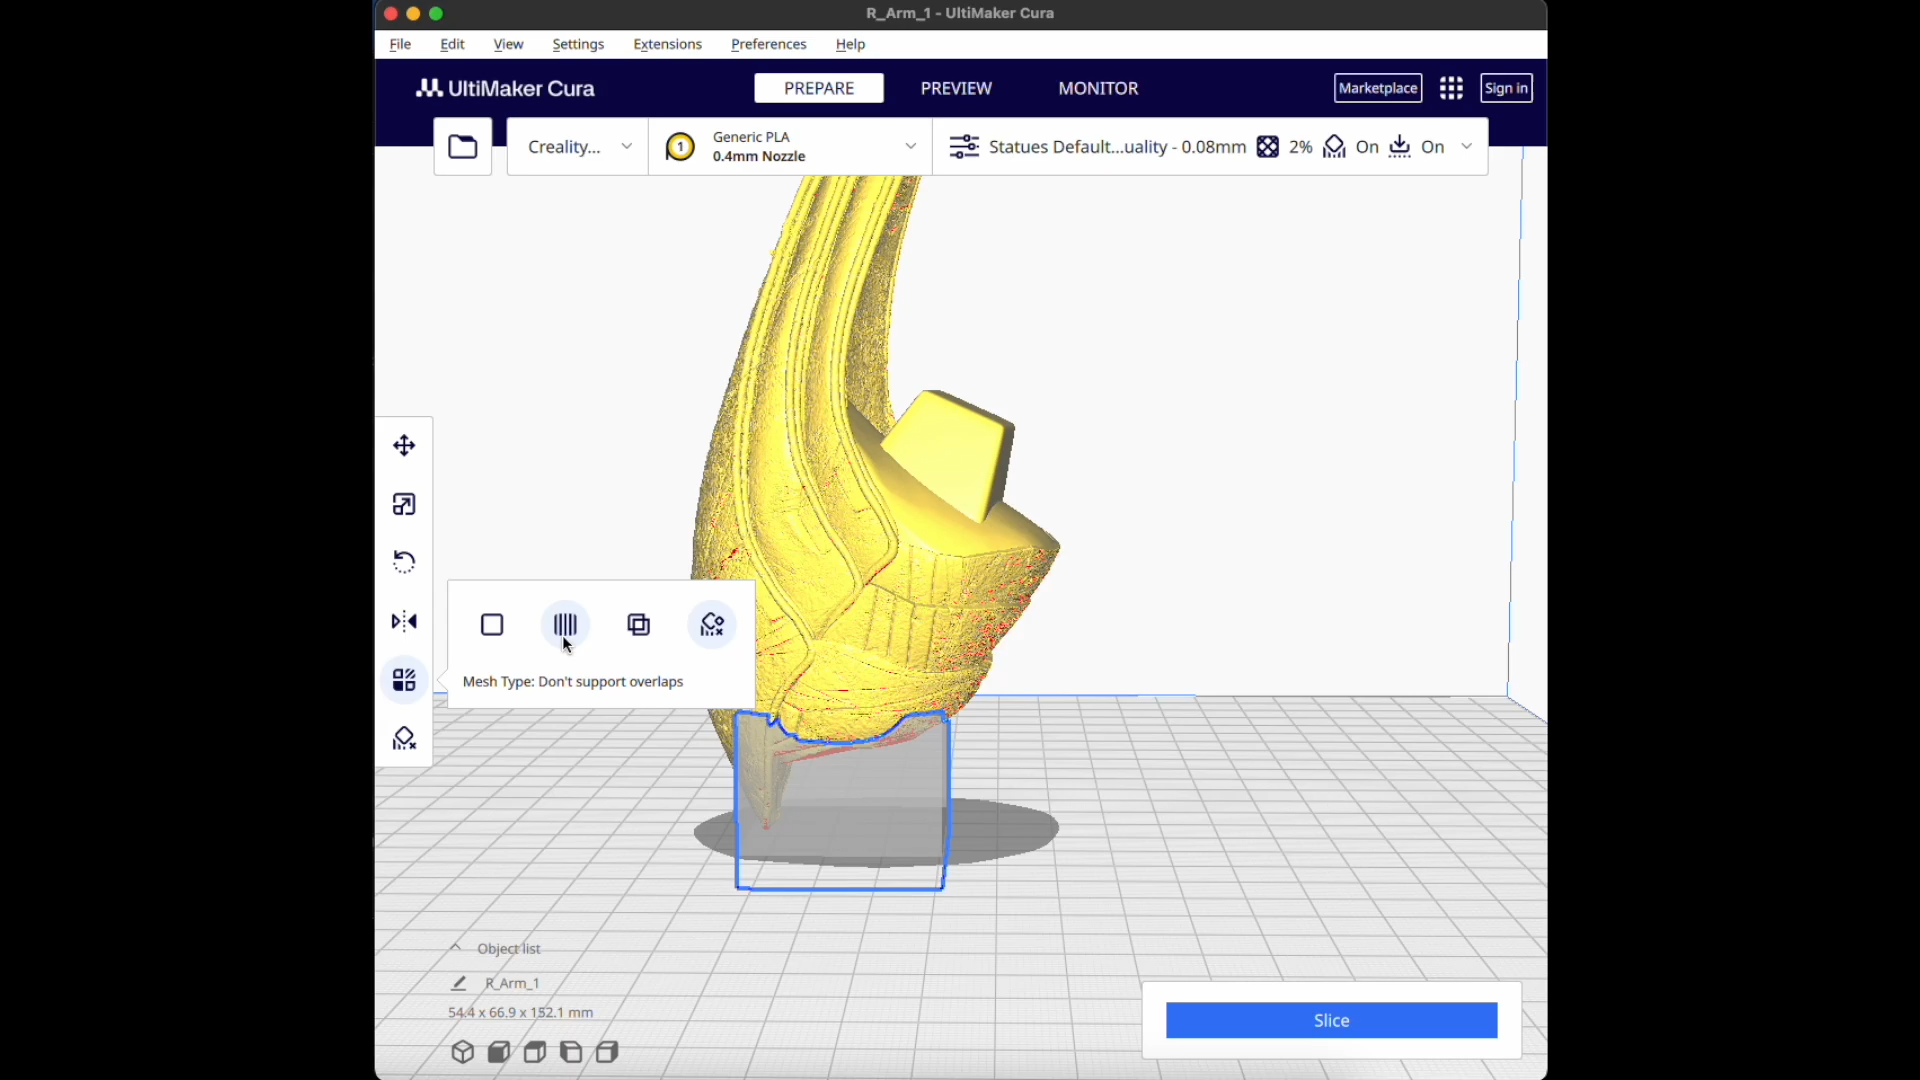 R_Arm_1 - UltiMaker Cura
File Edit View Settings Extensions Preferences Help
UltiMaker Cura
PREPARE PREVIEW MONITOR
Marketplace
Sign in
Creality...
1
Generic PLA
0.4mm Nozzle
Statues Default...uality - 0.08mm
2%
On
On
Mesh Type: Don't support overlaps
Object list
R_Arm_1
54.4 x 66.9 x 152.1 mm
Slice